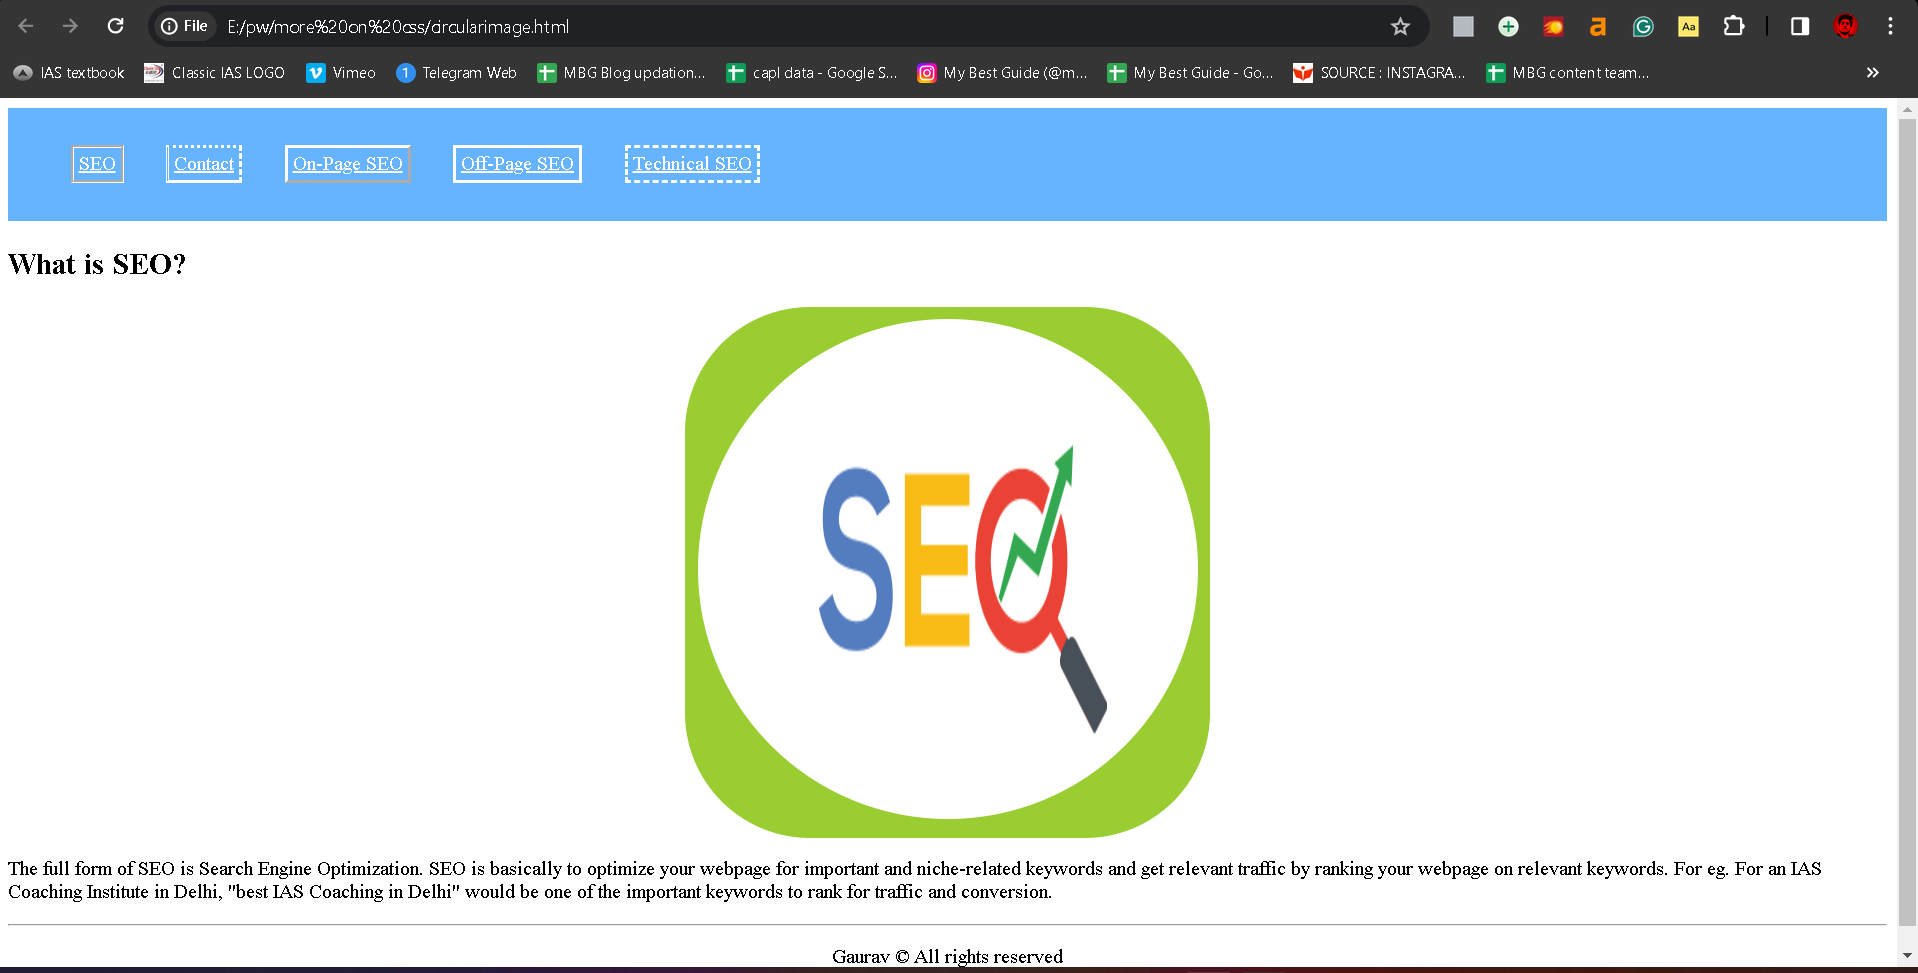 File E:/pw/more%20on%20css/circularimage.html
IAS textbook Classic IAS LOGO Vimeo 1 Telegram Web MBG Blog updation... capl data - Google S... My Best Guide (@m... My Best Guide - Go... SOURCE : INSTAGRA... MBG content team... »
SEO Contact On-Page SEO Off-Page SEO Technical SEO
What is SEO?
SEO
The full form of SEO is Search Engine Optimization. SEO is basically to optimize your webpage for important and niche-related keywords and get relevant traffic by ranking your webpage on relevant keywords. For eg. For an IAS
Coaching Institute in Delhi, "best IAS Coaching in Delhi" would be one of the important keywords to rank for traffic and conversion.
Gaurav © All rights reserved